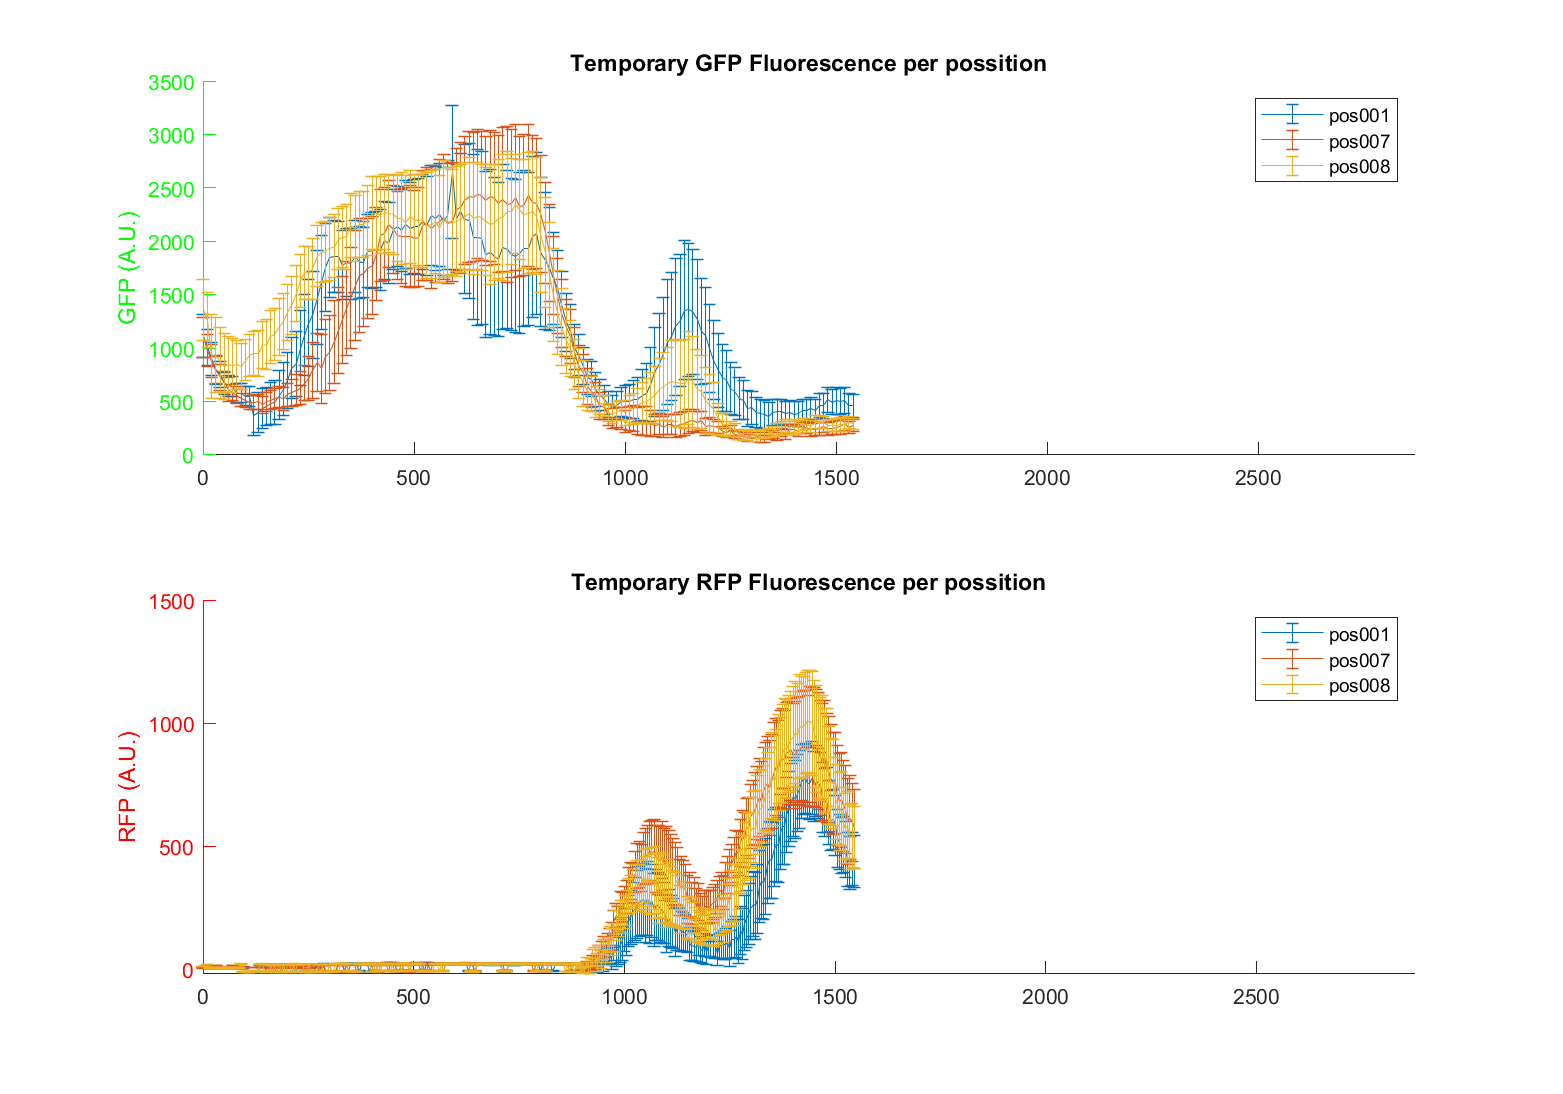 Temporary GFP Fluorescence per possition
GFP (A.U.)
3500
3000
2500
2000
1500
1000
500
0
0 500 1000 1500 2000 2500
pos001
pos007
pos008
Temporary RFP Fluorescence per possition
RFP (A.U.)
1500
1000
500
0
0 500 1000 1500 2000 2500
pos001
pos007
pos008